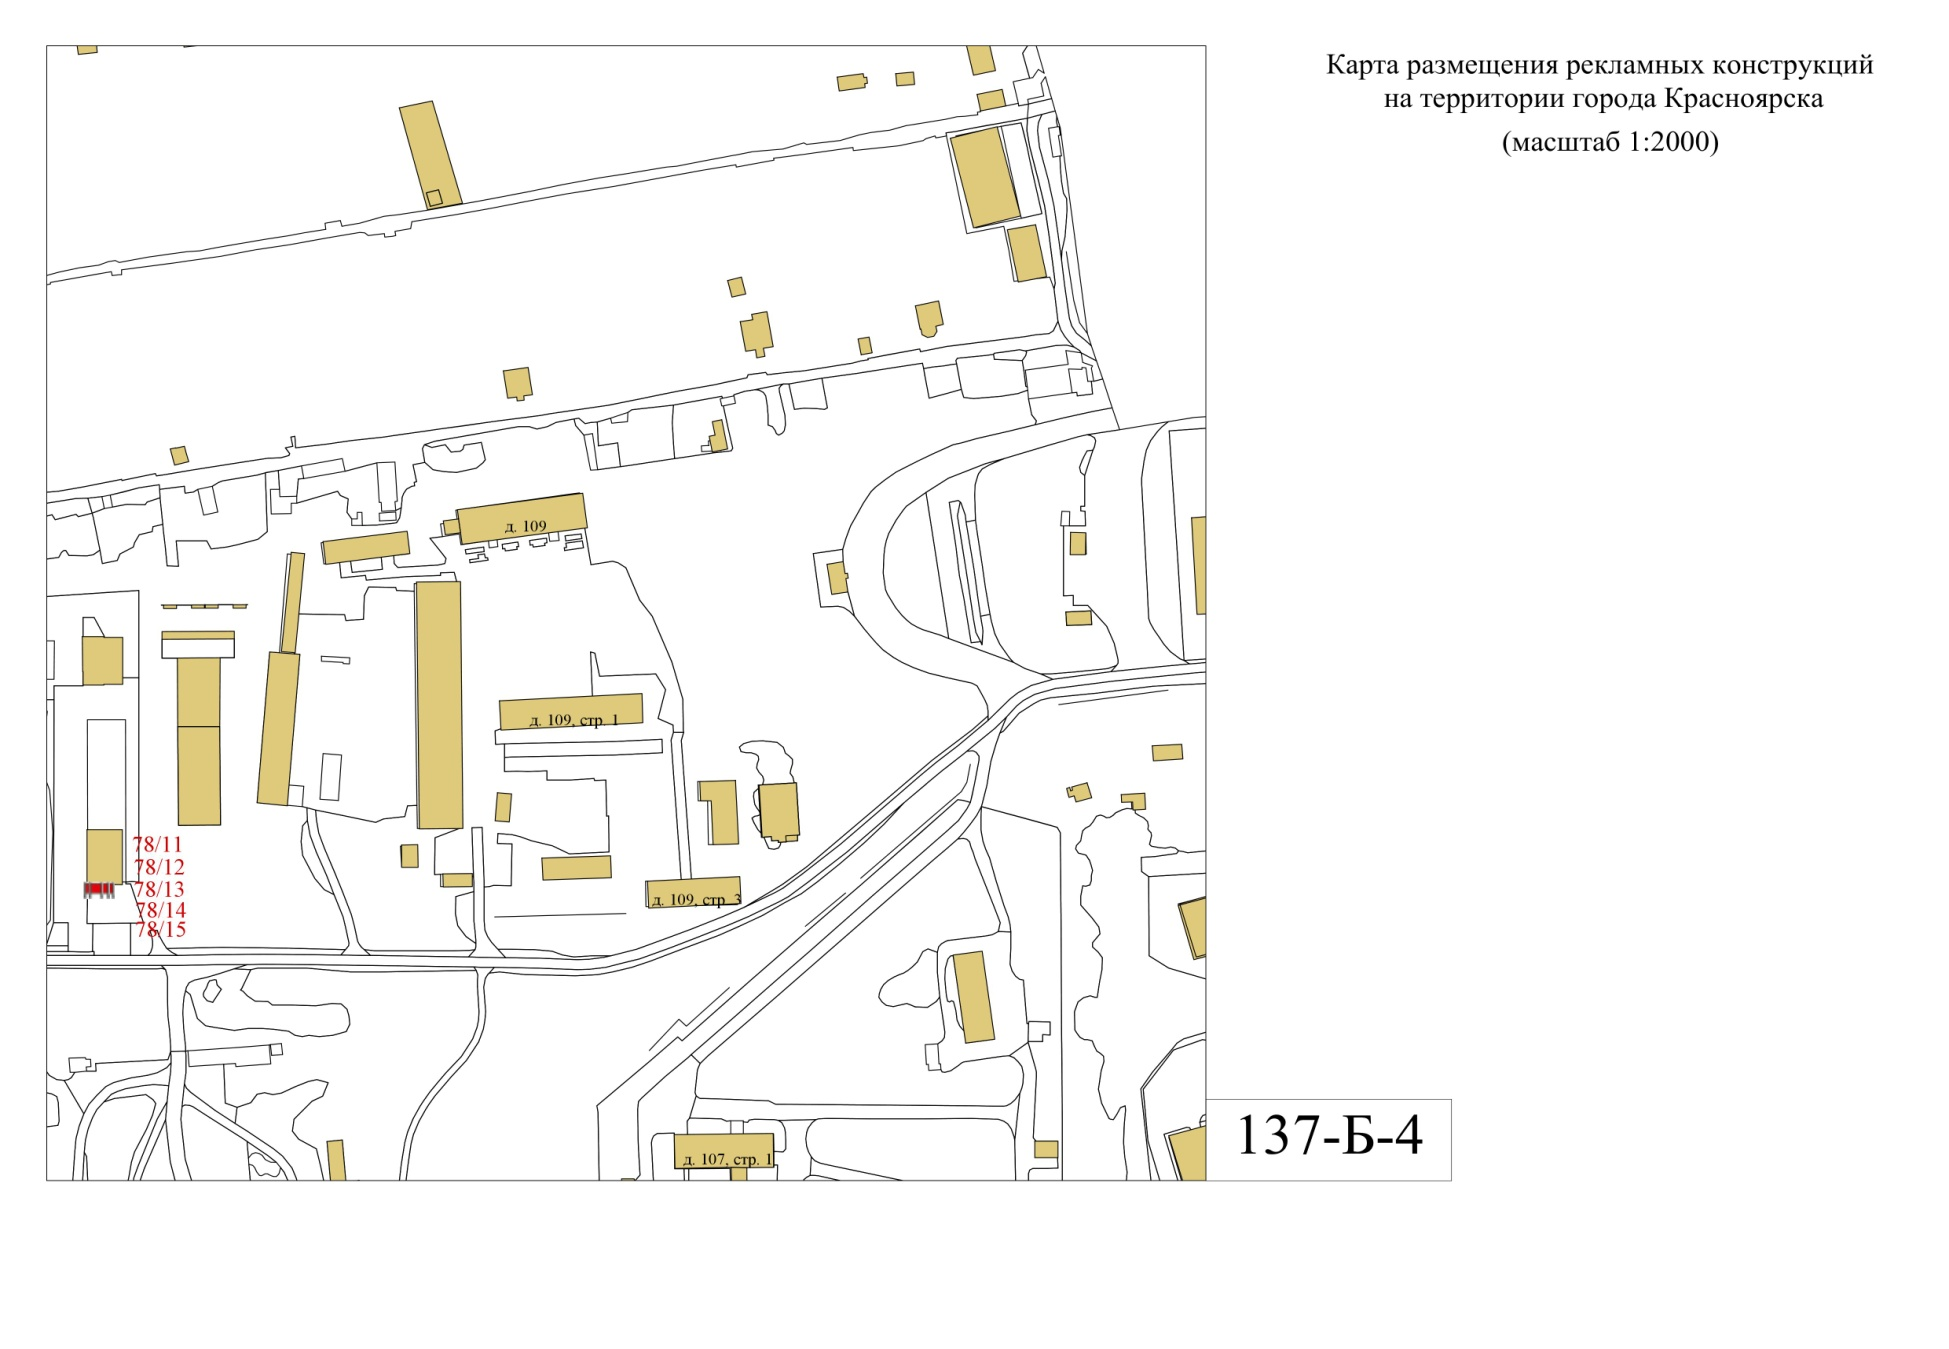 Карта размещения рекламных конструкций
на территории города Красноярска
(масштаб 1:2000)
д. 109
д. 109, стр. 1
78/11
78/12
78/13
78/14
78/15
д. 109, стр. 3
137-Б-4
д. 107, стр. 1